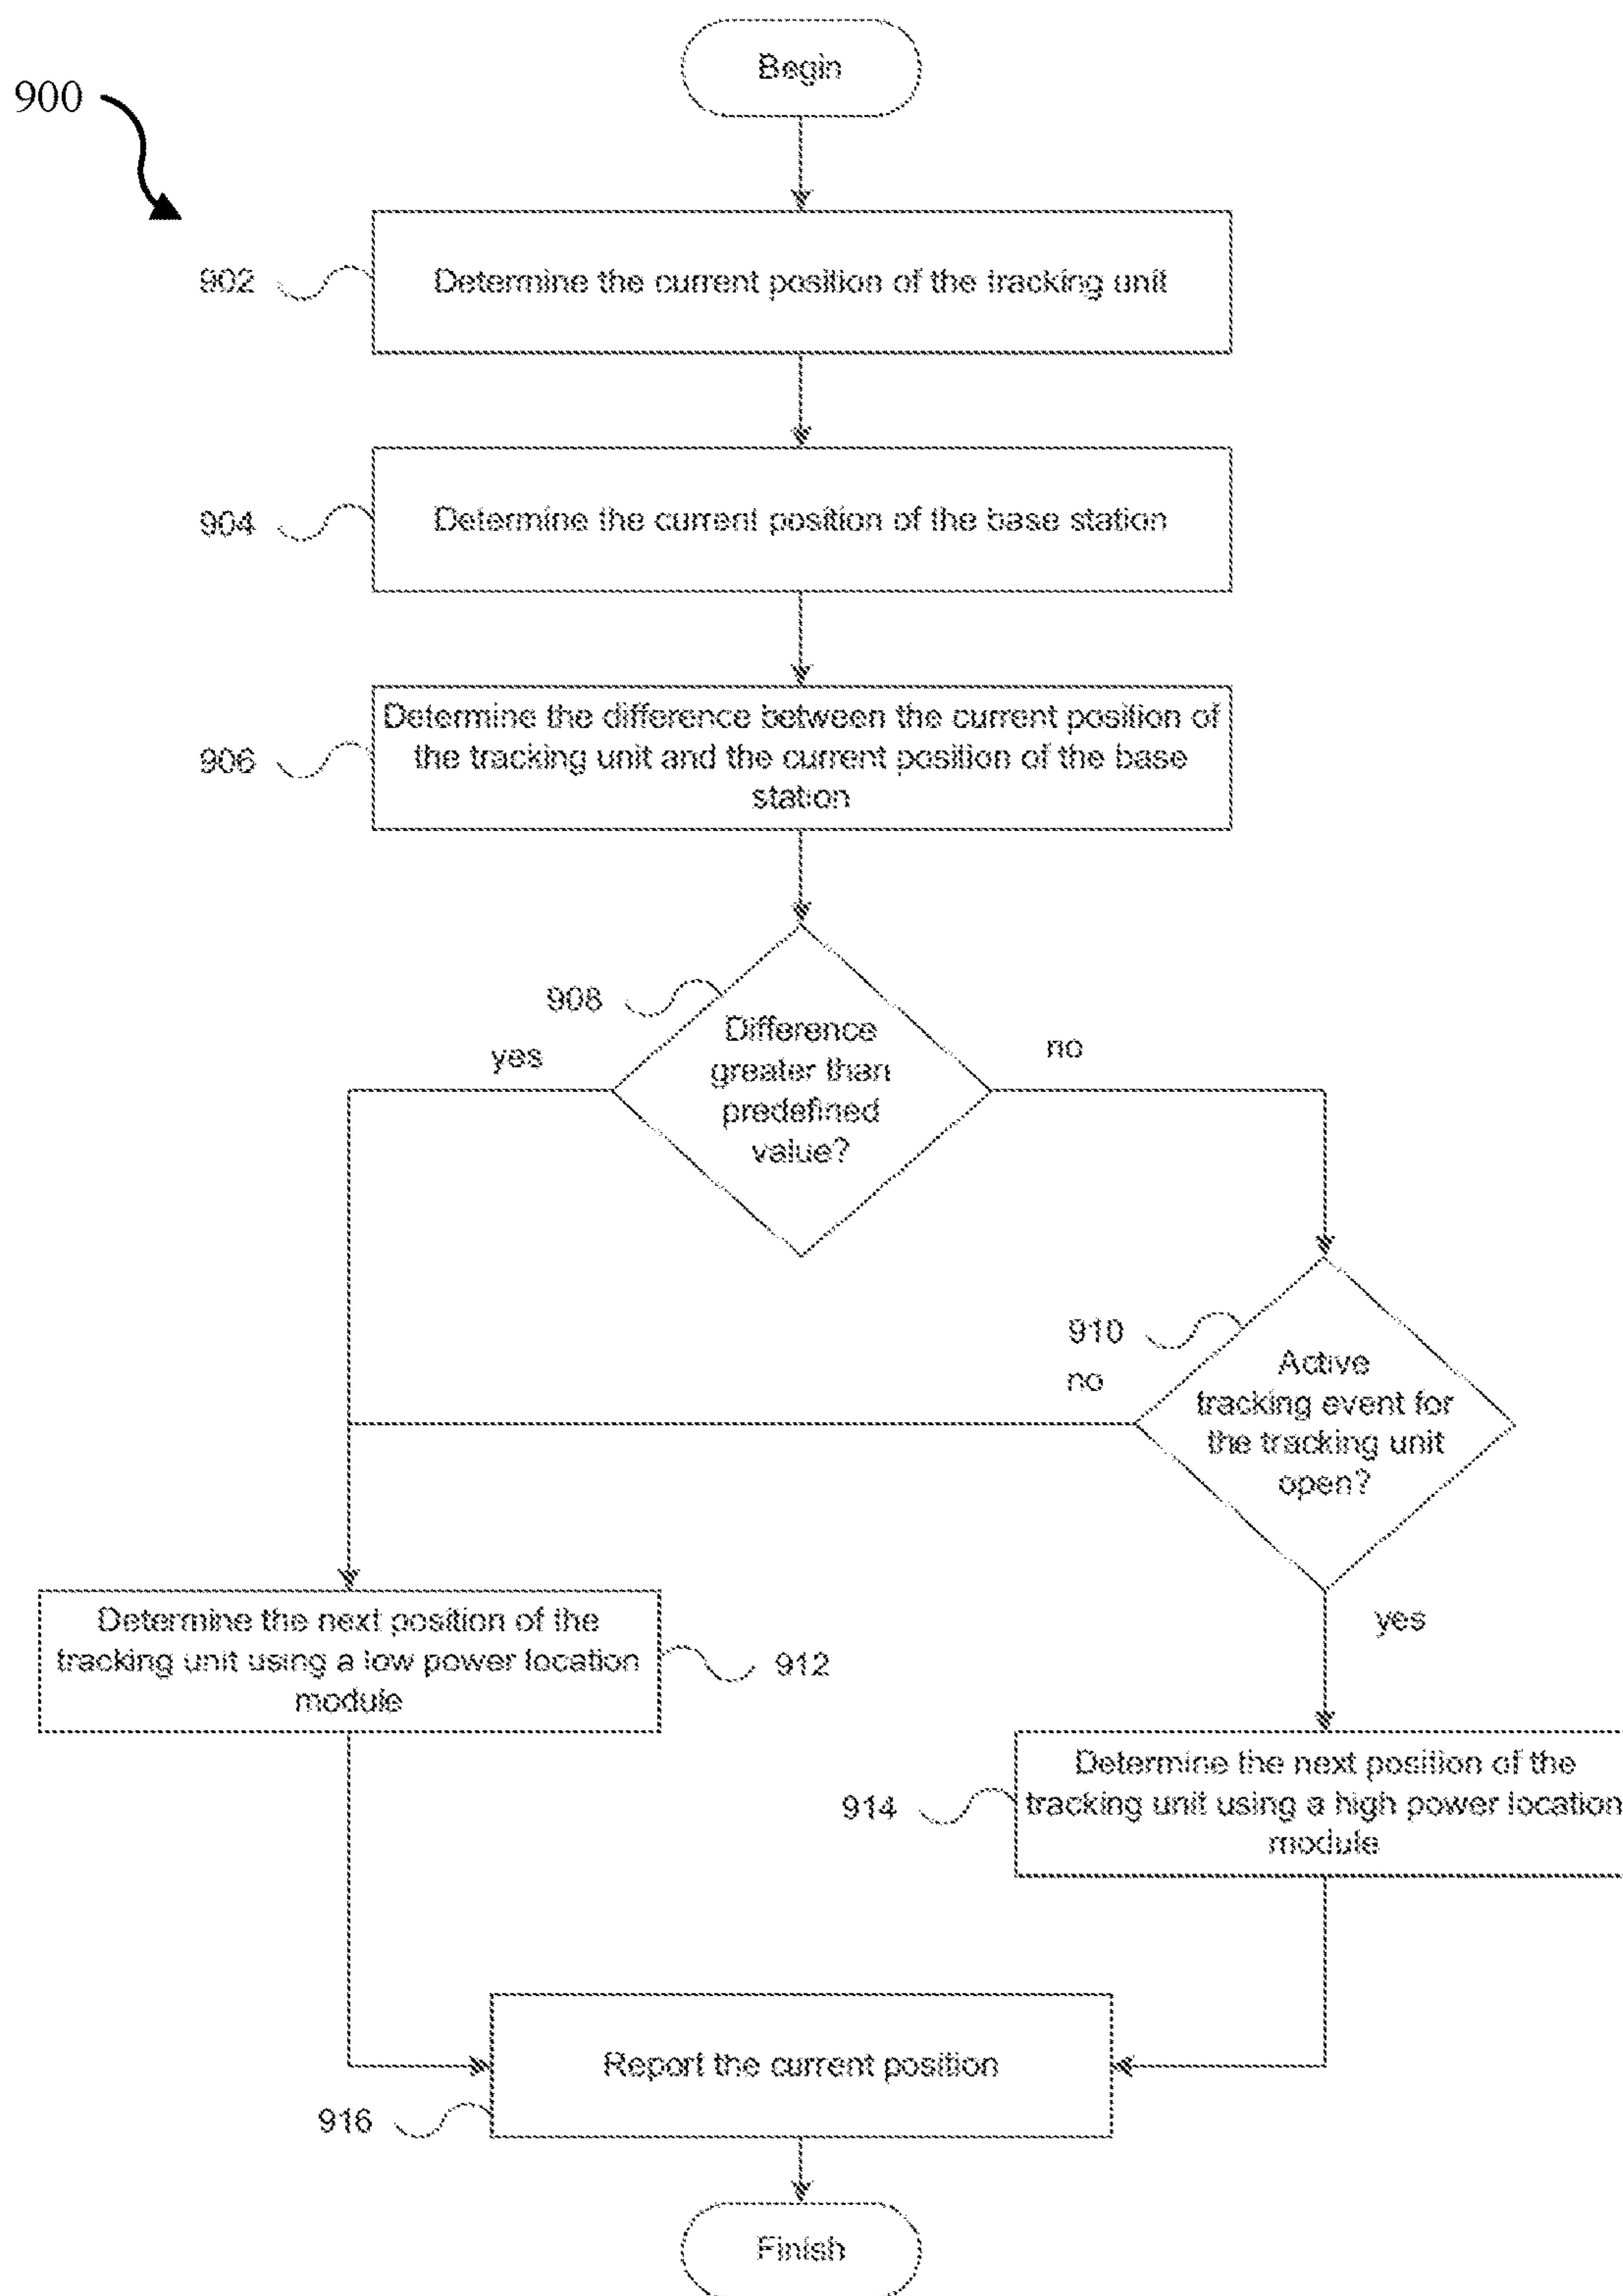 Begin
900
902
Determine the current position of the tracking unit
904
Determine the current position of the base station
906
Determine the difference between the current position of
the tracking unit and the current position of the base
station
908
Difference
greater than
predefined
value?
yes
no
910
no
Active
tracking event for
the tracking unit
open?
yes
Determine the next position of the
tracking unit using a low power location
module
912
914
Determine the next position of the
tracking unit using a high power location
module
Report the current position
916
Finish